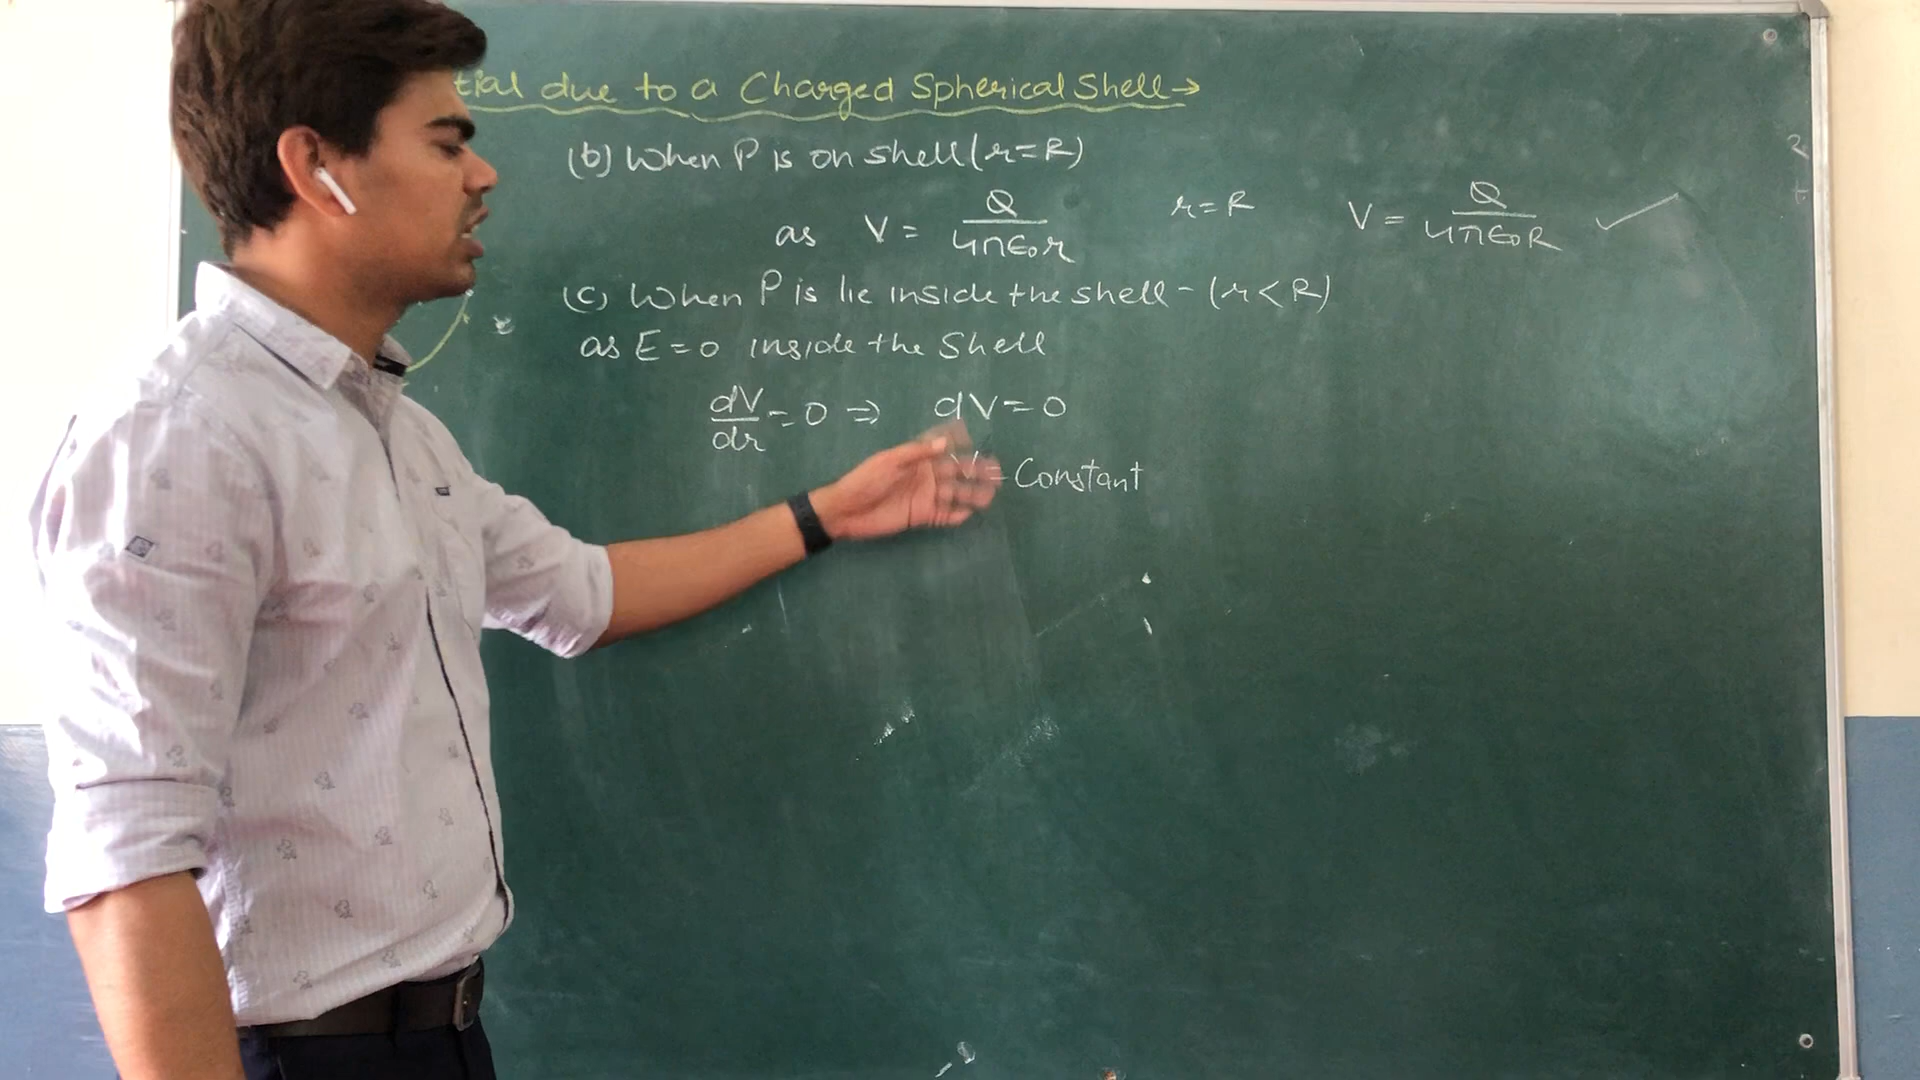 tial due to a Charged Spherical Shell→
(b) When P is on shell (r=R)
as V = Q/4πϵ₀r r=R V = Q/4πϵ₀R ✓
(c) When P is lie inside the shell - (r<R)
as E=0 inside the Shell
dV/dr = 0 ⇒ dV=0
V = Constant